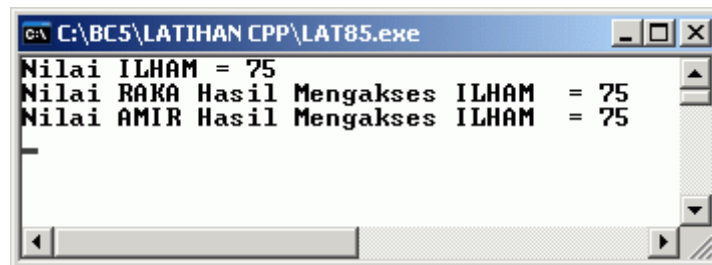 C:\BC5\LATIHAN CPP\LAT85.exe
Nilai ILHAM = 75
Nilai RAKA Hasil Mengakses ILHAM  = 75
Nilai AMIR Hasil Mengakses ILHAM  = 75